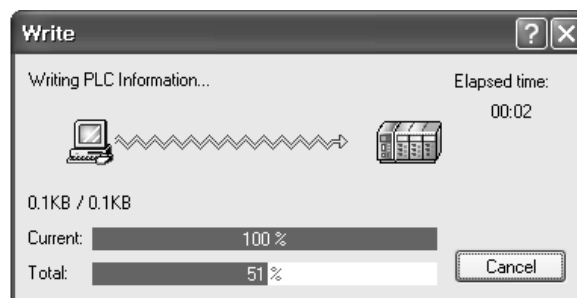 Write
Writing PLC Information...
Elapsed time:
00:02
0.1KB / 0.1KB
Current: 100 %
Total: 51 %
Cancel